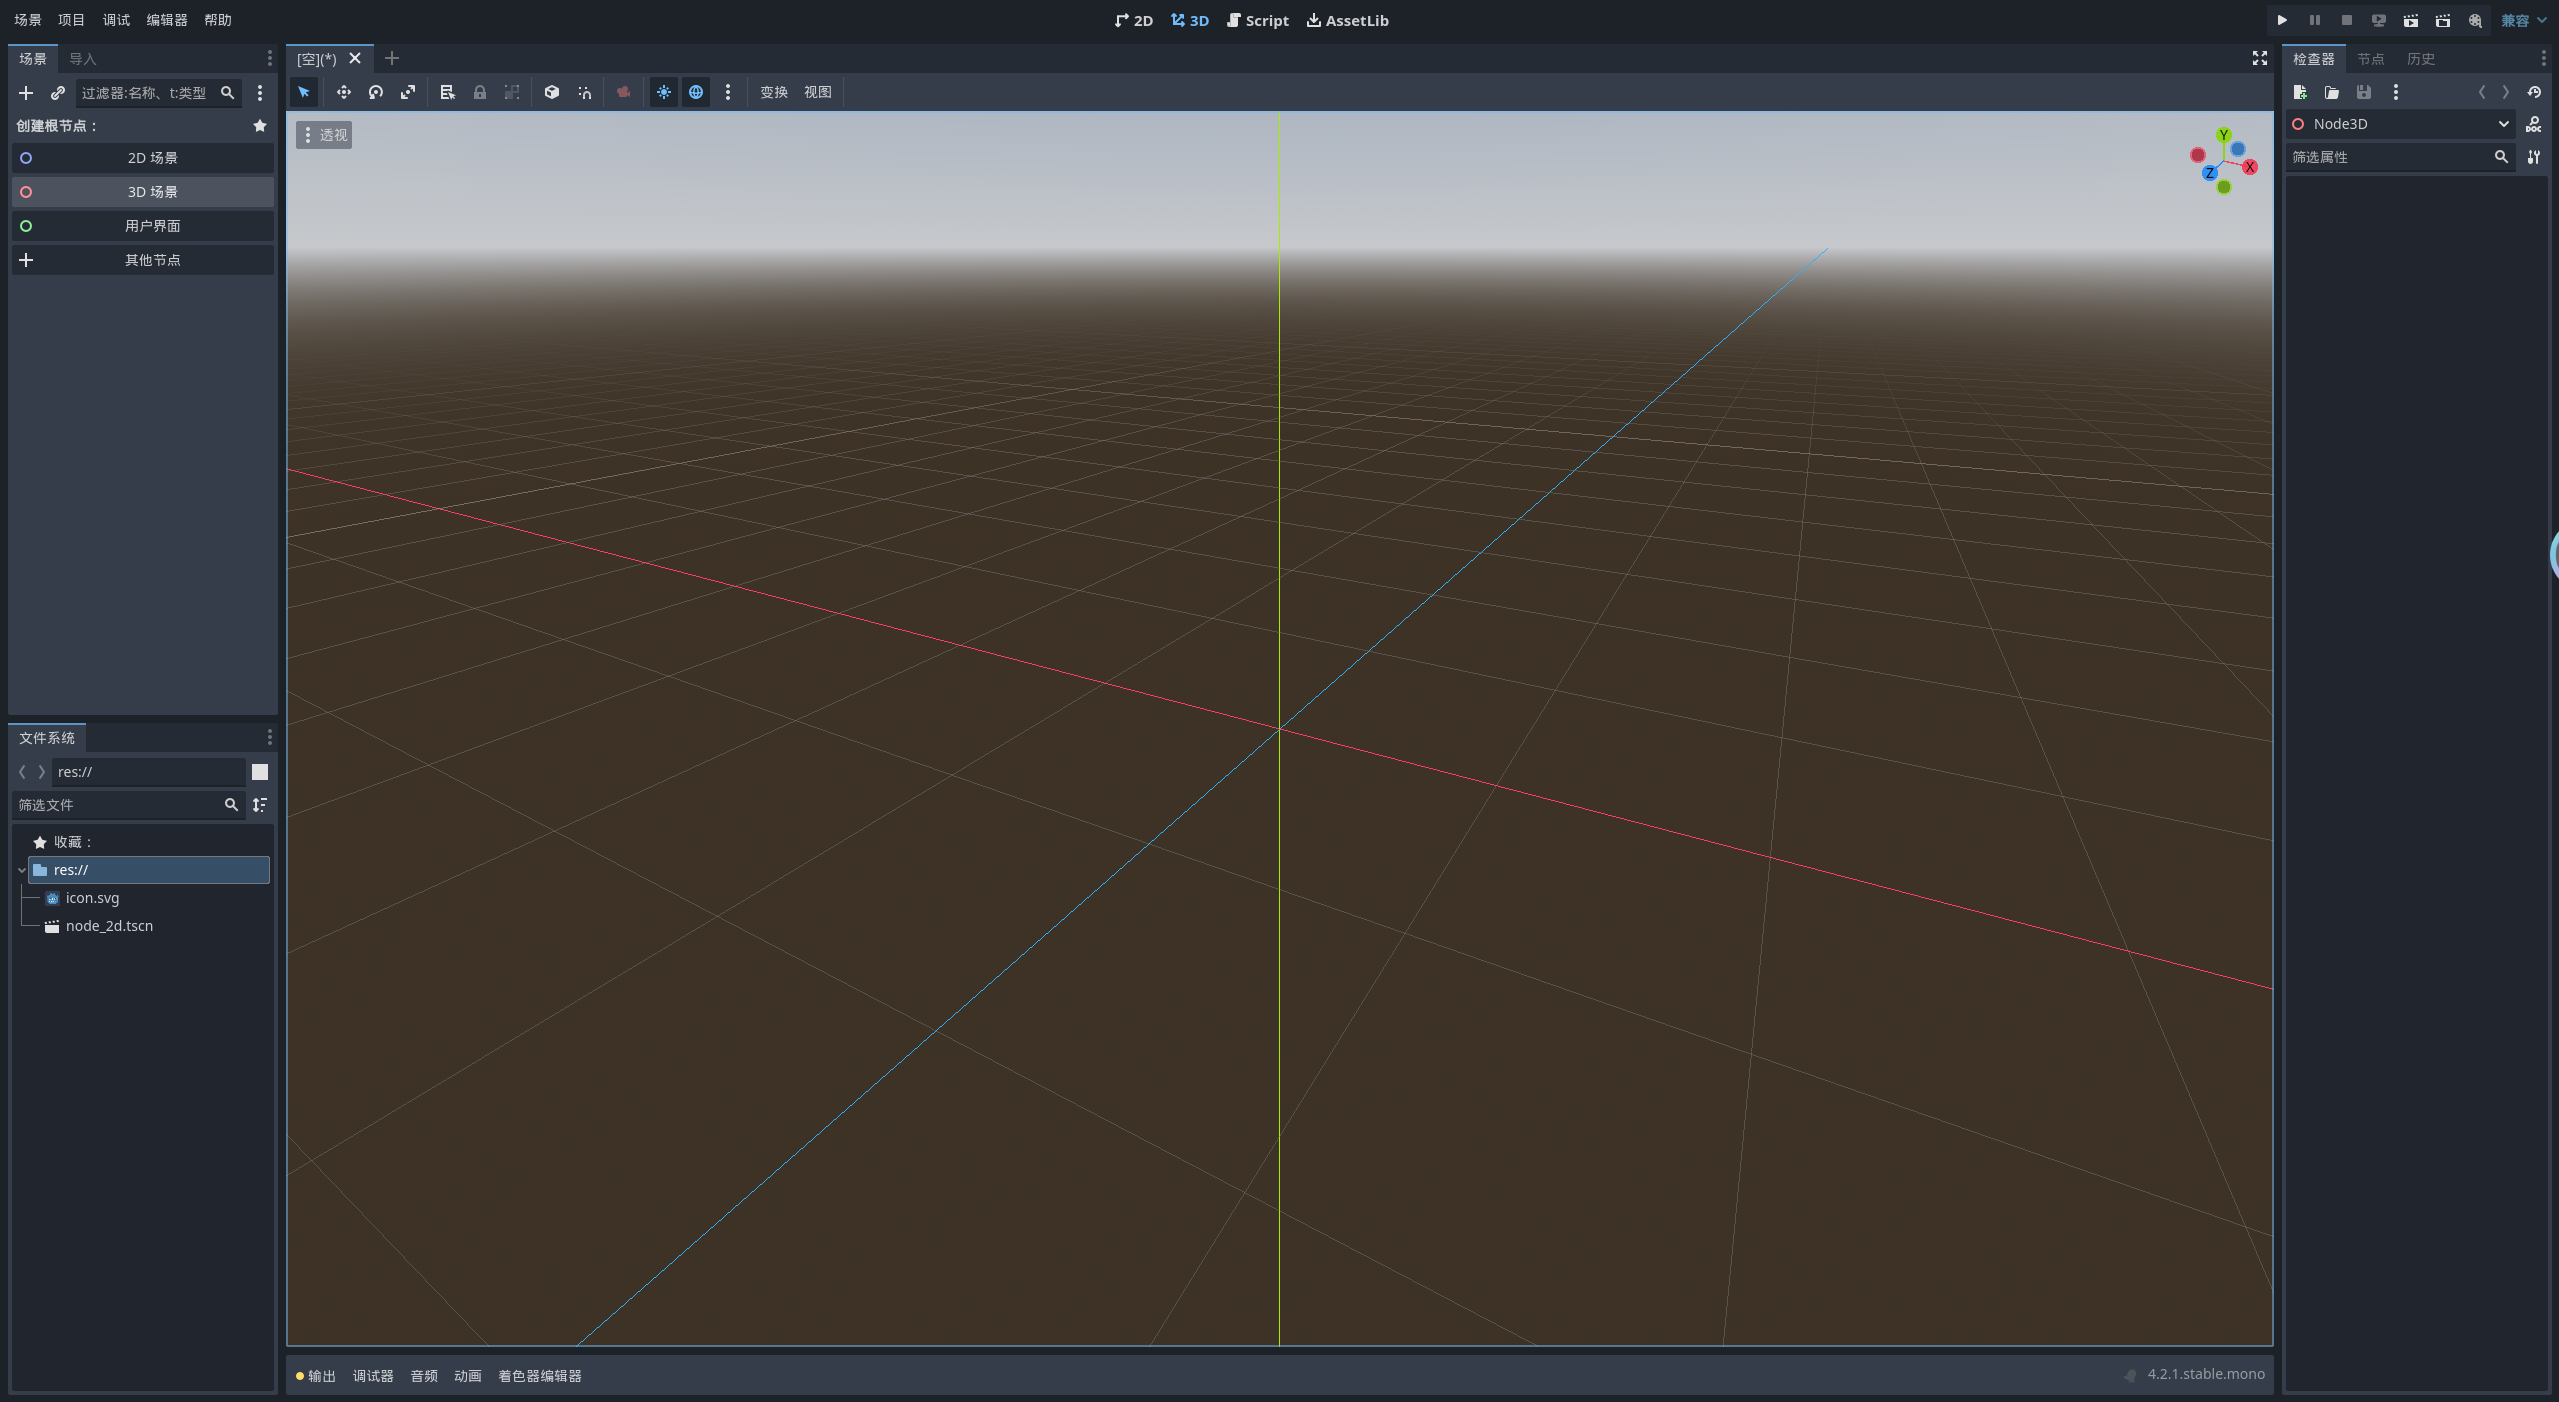 场景 项目 调试 编辑器 帮助
2D 3D Script AssetLib
兼容
场景 导入
过滤器:名称、t:类型
创建根节点：
2D 场景
3D 场景
用户界面
其他节点
文件系统
res://
筛选文件
收藏：
res://
icon.svg
node_2d.tscn
[空](*)
变换 视图
透视
Y
X
Z
输出 调试器 音频 动画 着色器编辑器
4.2.1.stable.mono
检查器 节点 历史
Node3D
DOC
筛选属性